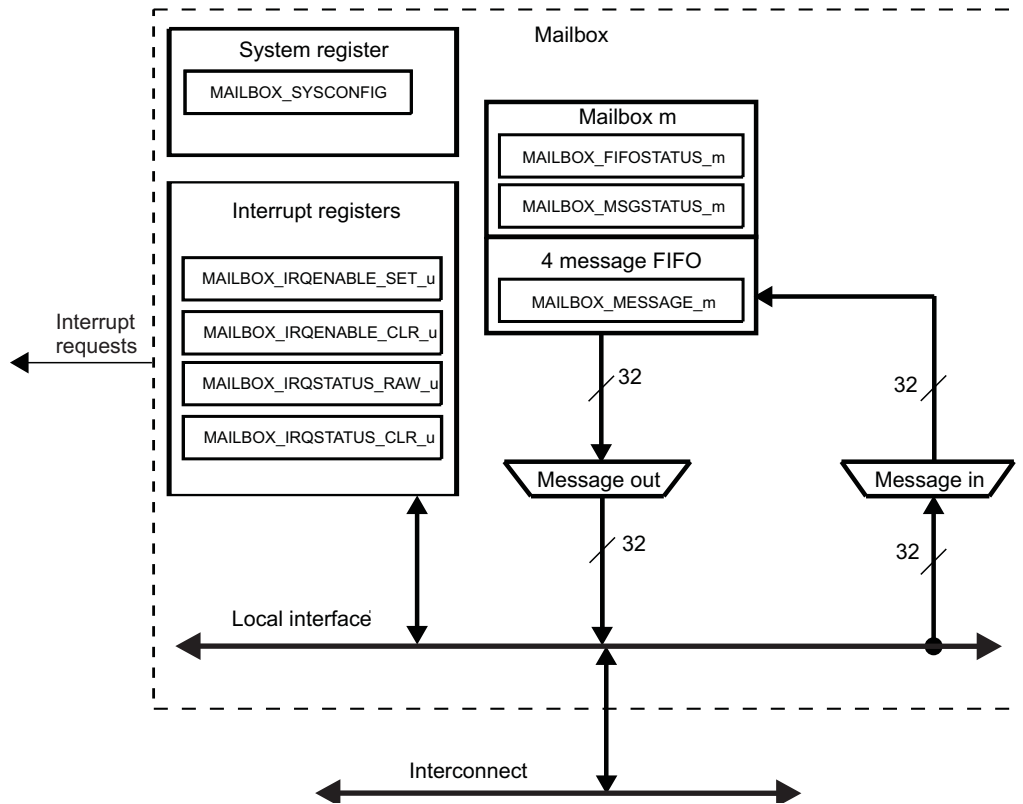 Mailbox
System register
MAILBOX_SYSCONFIG
Mailbox m
MAILBOX_FIFOSTATUS_m
MAILBOX_MSGSTATUS_m
Interrupt registers
4 message FIFO
MAILBOX_MESSAGE_m
MAILBOX_IRQENABLE_SET_u
MAILBOX_IRQENABLE_CLR_u
MAILBOX_IRQSTATUS_RAW_u
MAILBOX_IRQSTATUS_CLR_u
Interrupt
requests
32
32
Message out
Message in
32
32
Local interface
Interconnect